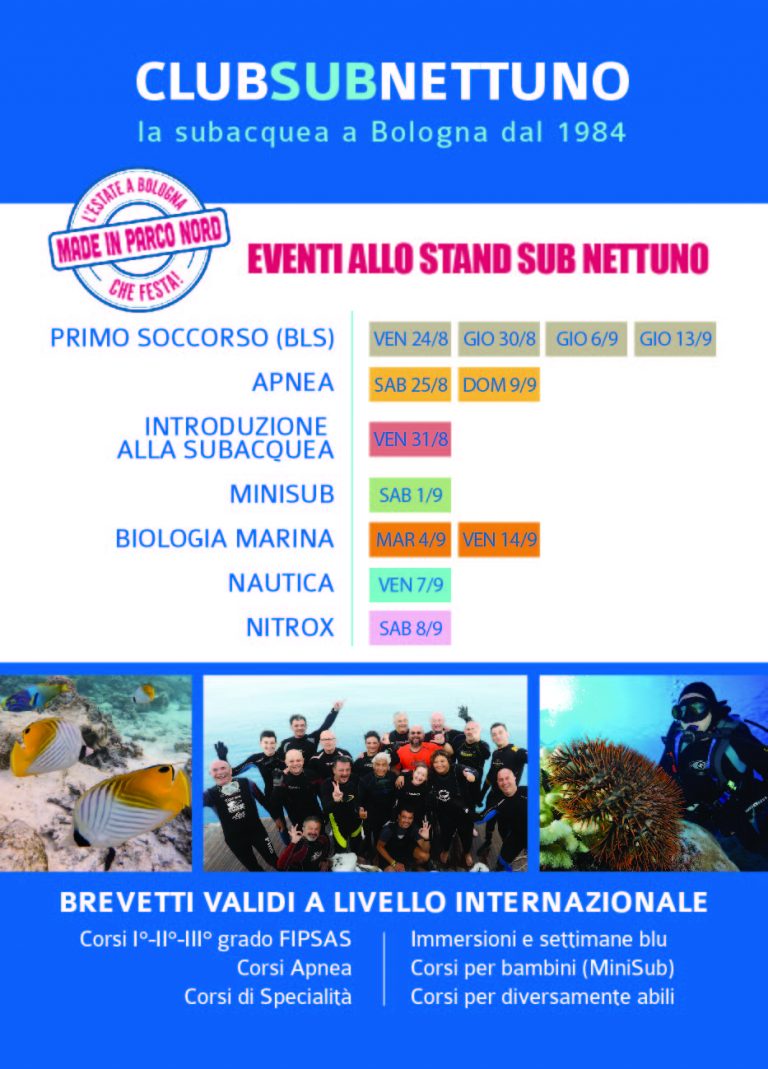 CLUBSUBNETTUNO
la subacquea a Bologna dal 1984
L'ESTATE A BOLOGNA
MADE IN PARCO NORD
CHE FESTA!
EVENTI ALLO STAND SUB NETTUNO
PRIMO SOCCORSO (BLS) VEN 24/8 GIO 30/8 GIO 6/9 GIO 13/9
APNEA SAB 25/8 DOM 9/9
INTRODUZIONE
ALLA SUBACQUEA VEN 31/8
MINISUB SAB 1/9
BIOLOGIA MARINA MAR 4/9 VEN 14/9
NAUTICA VEN 7/9
NITROX SAB 8/9
BREVETTI VALIDI A LIVELLO INTERNAZIONALE
Corsi I°-II°-III° grado FIPSAS
Corsi Apnea
Corsi di Specialità
Immersioni e settimane blu
Corsi per bambini (MiniSub)
Corsi per diversamente abili